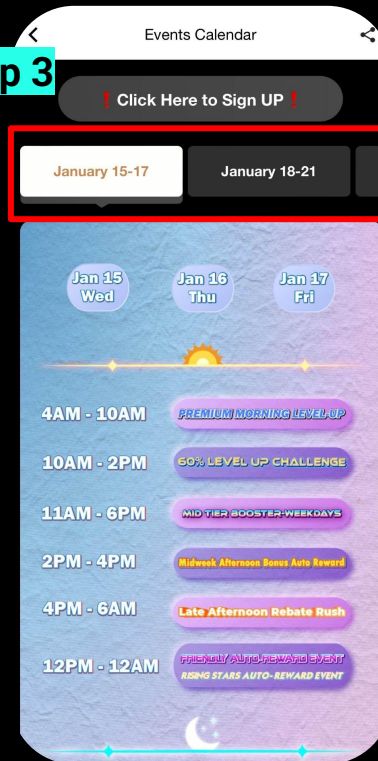 Events Calendar
p 3
❗Click Here to Sign UP❗
January 15-17
January 18-21
Jan 15
Wed
Jan 16
Thu
Jan 17
Fri
4AM - 10AM
PREMIUM MORNING LEVEL-UP
10AM - 2PM
60% LEVEL UP CHALLENGE
11AM - 6PM
MID TIER BOOSTER-WEEKDAYS
2PM - 4PM
Midweek Afternoon Bonus Auto Reward
4PM - 6AM
Late Afternoon Rebate Rush
12PM - 12AM
FRIENDLY AUTO-REWARD EVENT
RISING STARS AUTO- REWARD EVENT